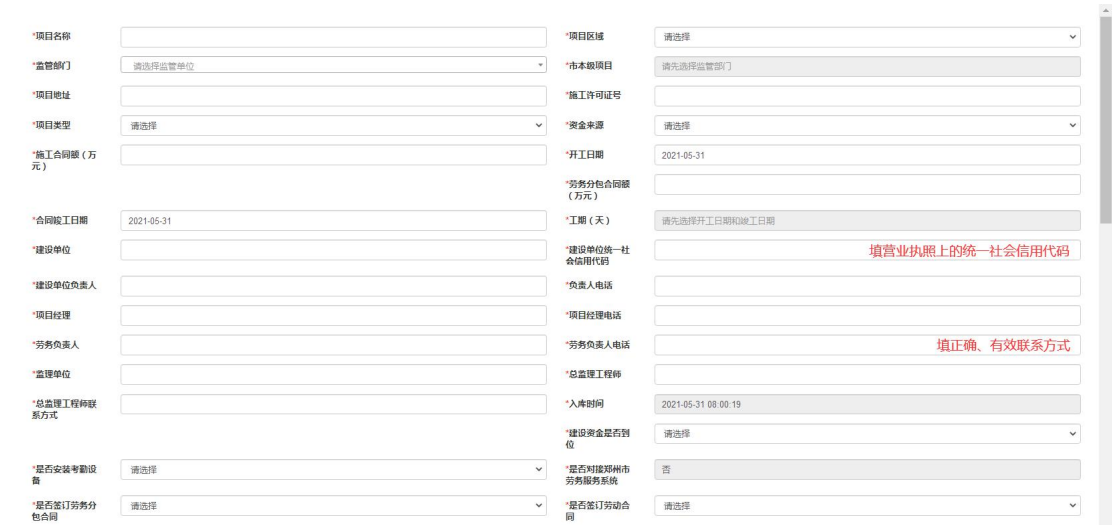 *项目名称
*项目区域 请选择
*监管部门 请选择监管单位
*市本级项目 请先选择监管部门
*项目地址
*施工许可证号
*项目类型 请选择
*资金来源 请选择
*施工合同额（万
元）
*开工日期 2021-05-31
*劳务分包合同额
（万元）
*合同竣工日期 2021-05-31
*工期（天） 请先选择开工日期和竣工日期
*建设单位
*建设单位统一社
会信用代码
填营业执照上的统一社会信用代码
*建设单位负责人
*负责人电话
*项目经理
*项目经理电话
*劳务负责人
*劳务负责人电话 填正确、有效联系方式
*监理单位
*总监理工程师
*总监理工程师联
系方式
*入库时间 2021-05-31 08:00:19
*建设资金是否到
位
请选择
*是否安装考勤设
备
请选择
*是否对接郑州市
劳务服务系统
否
*是否签订劳务分
包合同
请选择
*是否签订劳动合
同
请选择